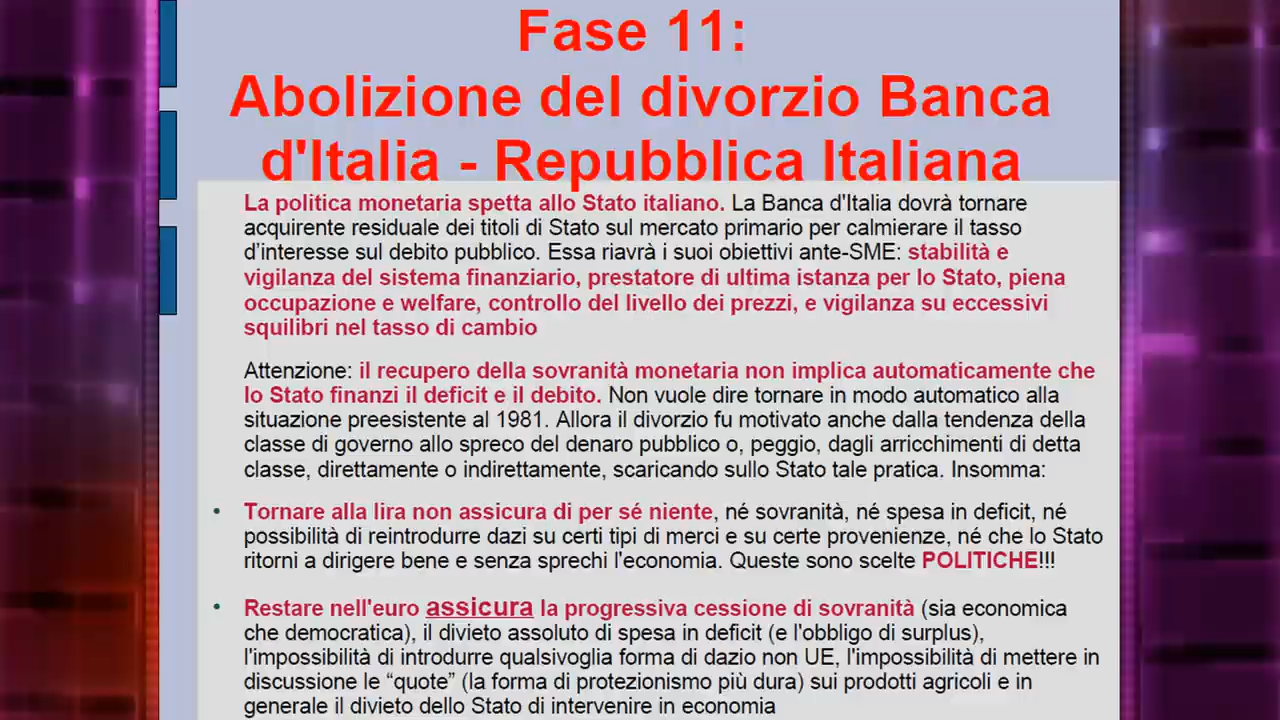 Fase 11:
Abolizione del divorzio Banca
d'Italia - Repubblica Italiana
La politica monetaria spetta allo Stato italiano. La Banca d'Italia dovrà tornare
acquirente residuale dei titoli di Stato sul mercato primario per calmierare il tasso
d’interesse sul debito pubblico. Essa riavrà i suoi obiettivi ante-SME: stabilità e
vigilanza del sistema finanziario, prestatore di ultima istanza per lo Stato, piena
occupazione e welfare, controllo del livello dei prezzi, e vigilanza su eccessivi
squilibri nel tasso di cambio
Attenzione: il recupero della sovranità monetaria non implica automaticamente che
lo Stato finanzi il deficit e il debito. Non vuole dire tornare in modo automatico alla
situazione preesistente al 1981. Allora il divorzio fu motivato anche dalla tendenza della
classe di governo allo spreco del denaro pubblico o, peggio, dagli arricchimenti di detta
classe, direttamente o indirettamente, scaricando sullo Stato tale pratica. Insomma:
• Tornare alla lira non assicura di per sé niente, né sovranità, né spesa in deficit, né
possibilità di reintrodurre dazi su certi tipi di merci e su certe provenienze, né che lo Stato
ritorni a dirigere bene e senza sprechi l'economia. Queste sono scelte POLITICHE!!!
• Restare nell'euro assicura la progressiva cessione di sovranità (sia economica
che democratica), il divieto assoluto di spesa in deficit (e l'obbligo di surplus),
l'impossibilità di introdurre qualsivoglia forma di dazio non UE, l'impossibilità di mettere in
discussione le “quote” (la forma di protezionismo più dura) sui prodotti agricoli e in
generale il divieto dello Stato di intervenire in economia